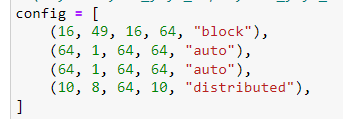 config = [
(16, 49, 16, 64, "block"),
(64, 1, 64, 64, "auto"),
(64, 1, 64, 64, "auto"),
(10, 8, 64, 10, "distributed"),
]